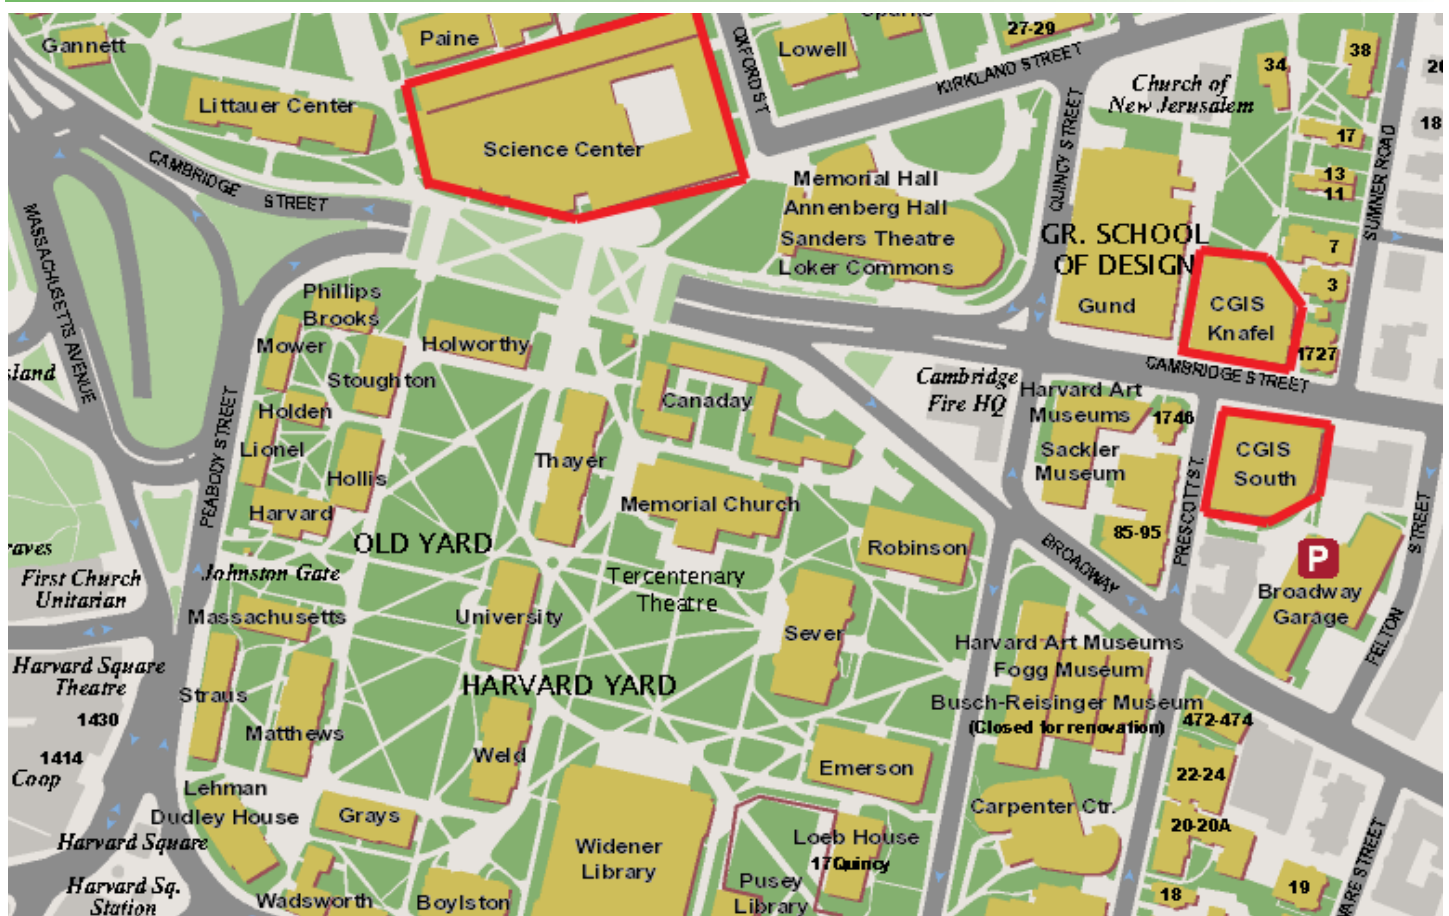 Gannett
Paine
Sparks
27-29
Lowell
OXFORD ST.
KIRKLAND STREET
34
38
Church of
New Jerusalem
Littauer Center
Science Center
17
18
13
11
CAMBRIDGE STREET
Memorial Hall
Annenberg Hall
Sanders Theatre
Loker Commons
QUINCY STREET
SUMNER ROAD
GR. SCHOOL
OF DESIGN
7
3
Gund
CGIS
Knafel
1727
MASSACHUSETTS AVENUE
Phillips
Brooks
Mower
Holworthy
Stoughton
CAMBRIDGE STREET
sland
Cambridge
Fire HQ
Harvard Art
Museums
1746
Canaday
Holden
PEABODY STREET
Lionel
Hollis
Thayer
Sackler
Museum
CGIS
South
Harvard
Memorial Church
PRESCOTT ST.
85-95
STREET
OLD YARD
Robinson
BROADWAY
P
raves
First Church
Unitarian
Johnston Gate
Tercentenary
Theatre
Broadway
Garage
Massachusetts
University
Sever
PELTON
Harvard Art Museums
Fogg Museum
Busch-Reisinger Museum
(Closed for renovation)
Harvard Square
Theatre
HARVARD YARD
Straus
1430
Matthews
472-474
Weld
1414
Coop
Emerson
22-24
Lehman
Dudley House
Grays
Carpenter Ctr.
20-20A
Harvard Square
Widener
Library
Loeb House
17 Quincy
Harvard Sq.
Station
Wadsworth
Boylston
Pusey
Library
18
19
WARE STREET